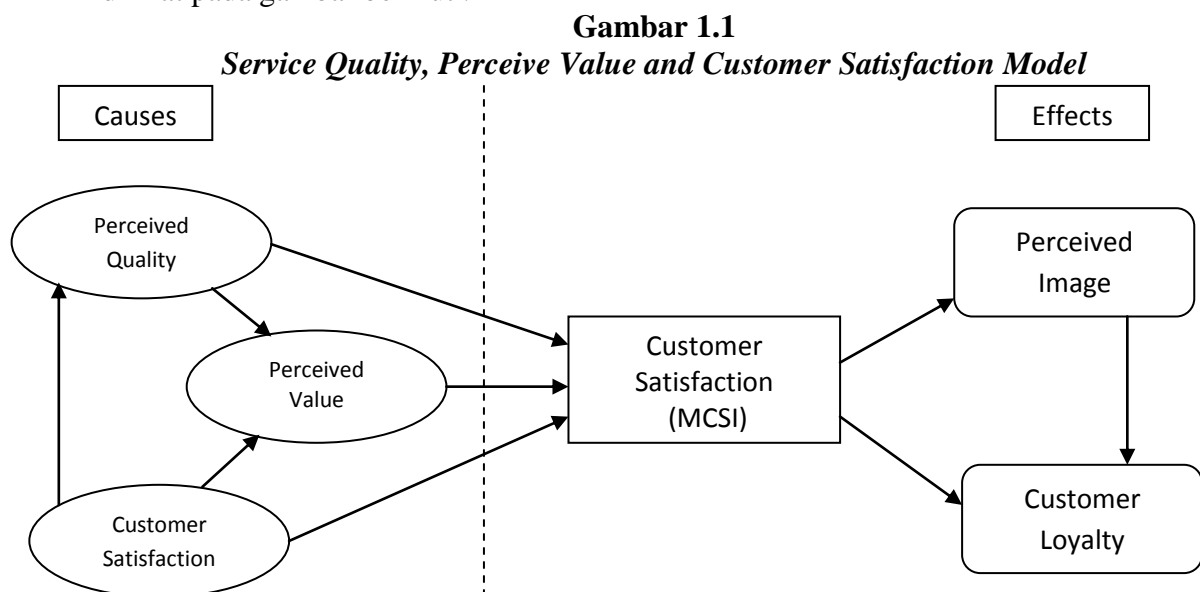 Gambar 1.1
Service Quality, Perceive Value and Customer Satisfaction Model
Causes
Effects
Perceived
Quality
Perceived
Image
Perceived
Value
Customer
Satisfaction
(MCSI)
Customer
Satisfaction
Customer
Loyalty